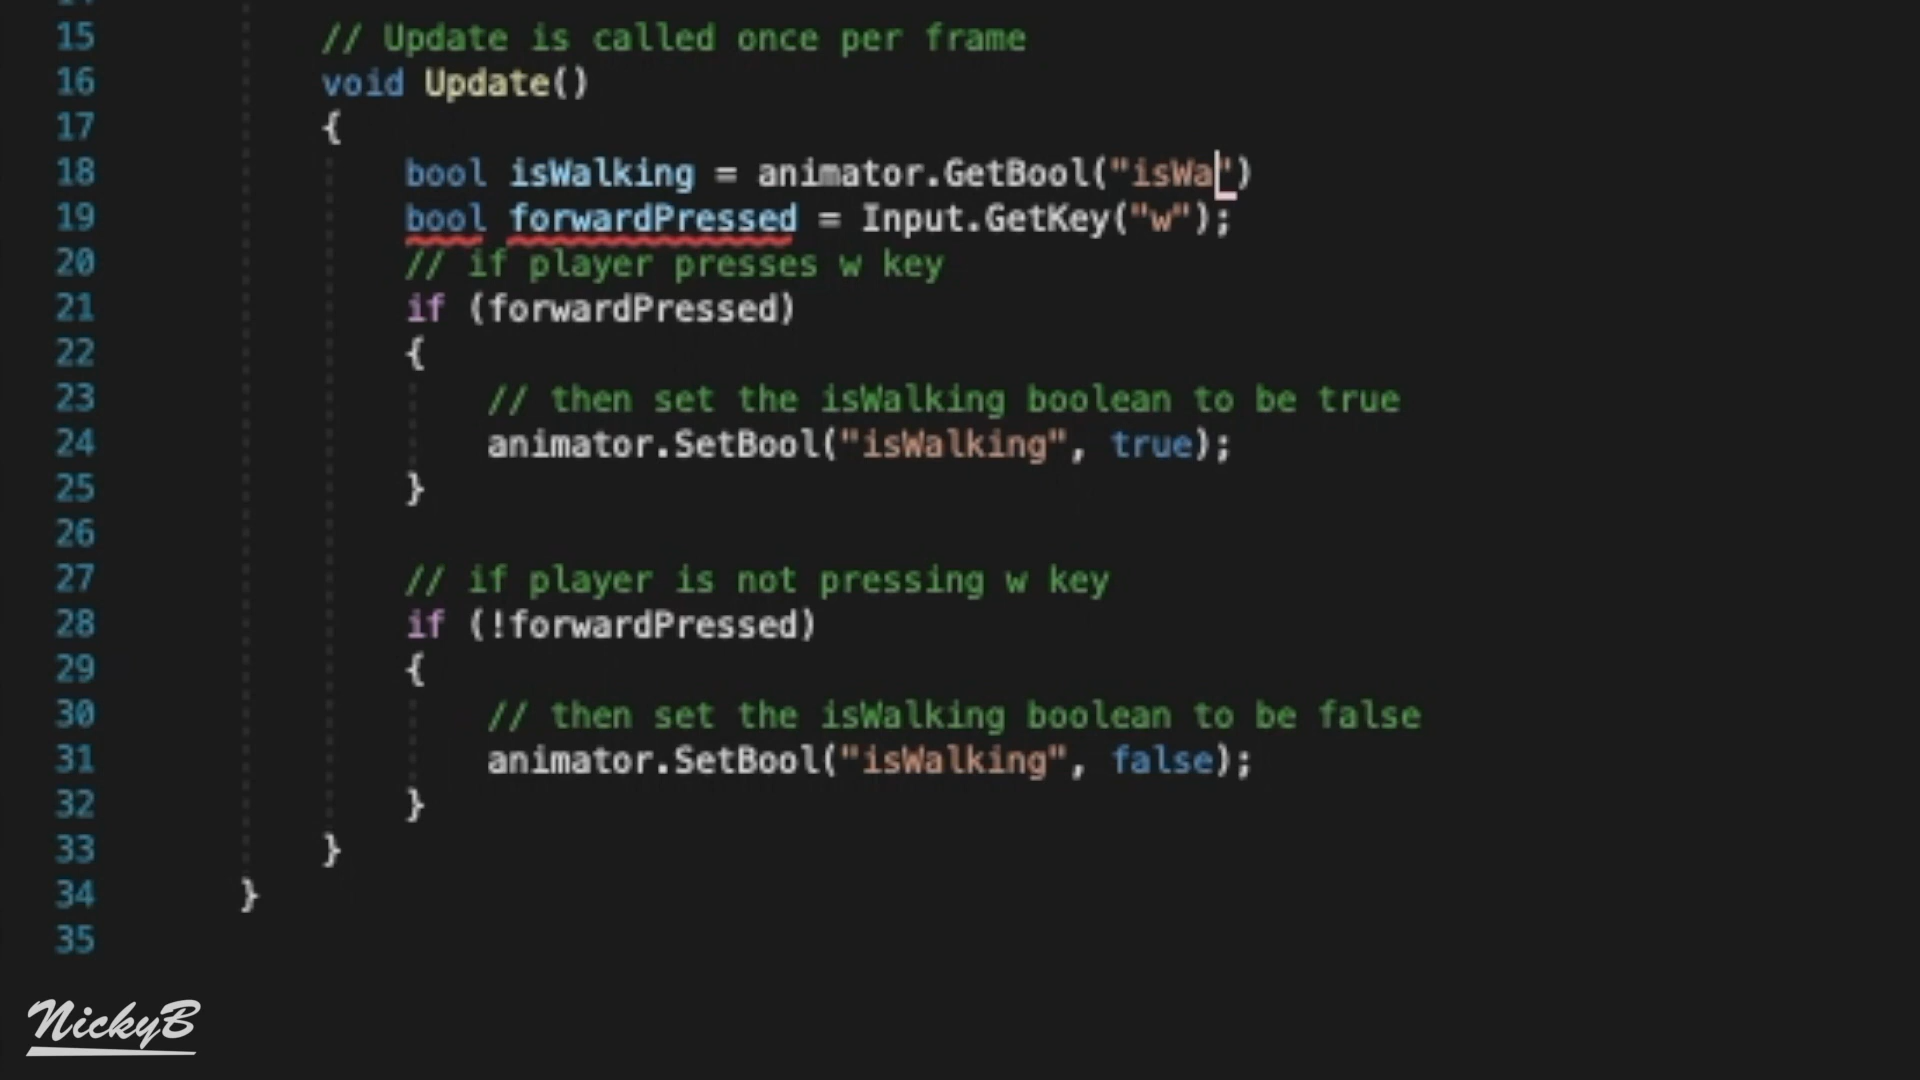 15 // Update is called once per frame
16 void Update()
17 {
18 bool isWalking = animator.GetBool("isWa")
19 bool forwardPressed = Input.GetKey("w");
20 // if player presses w key
21 if (forwardPressed)
22 {
23 // then set the isWalking boolean to be true
24 animator.SetBool("isWalking", true);
25 }
26
27 // if player is not pressing w key
28 if (!forwardPressed)
29 {
30 // then set the isWalking boolean to be false
31 animator.SetBool("isWalking", false);
32 }
33 }
34 }
35
NickyB